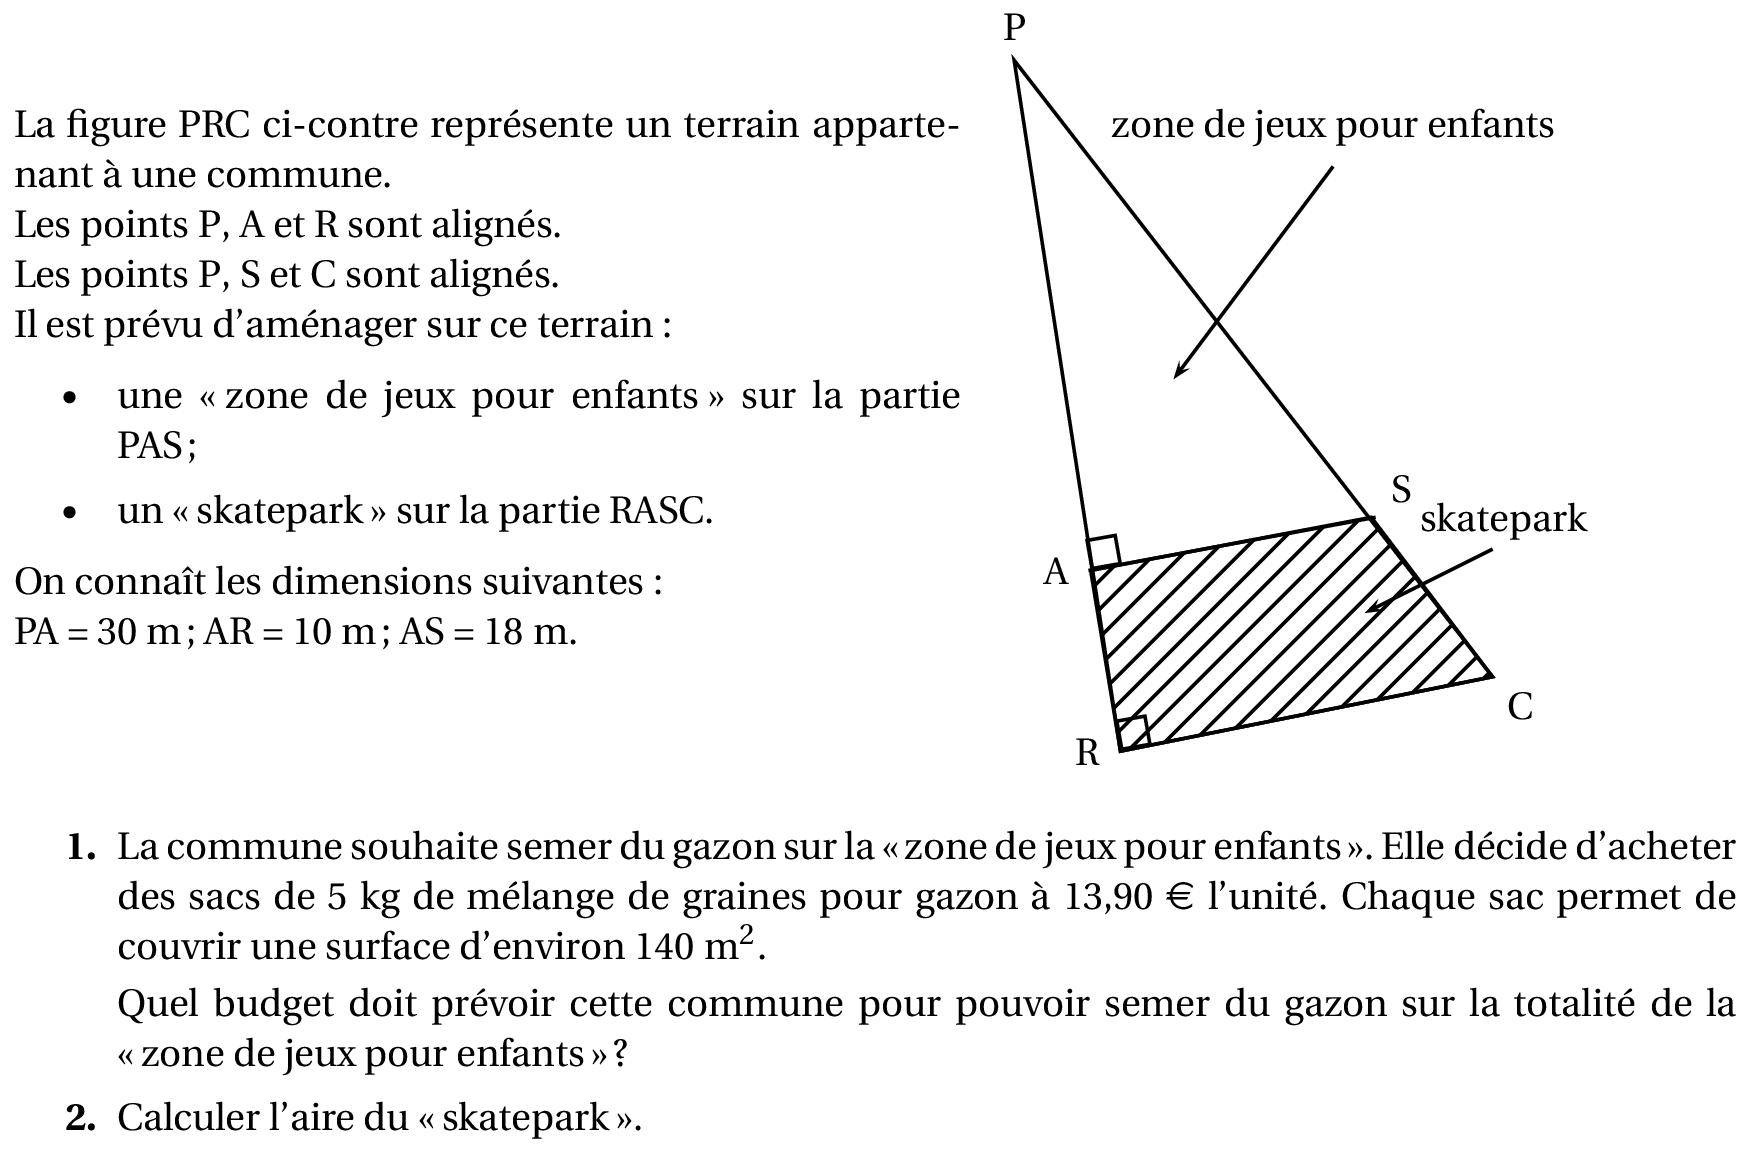 P
La figure PRC ci-contre représente un terrain apparte-
zone de jeux pour enfants
nant à une commune.
Les points P, A et R sont alignés.
Les points P, S et C sont alignés.
Il est prévu d'aménager sur ce terrain :
• une « zone de jeux pour enfants » sur la partie
PAS ;
• un « skatepark » sur la partie RASC.
On connaît les dimensions suivantes :
PA = 30 m ; AR = 10 m ; AS = 18 m.
S
skatepark
A
C
R
1. La commune souhaite semer du gazon sur la « zone de jeux pour enfants ». Elle décide d'acheter
des sacs de 5 kg de mélange de graines pour gazon à 13,90 € l'unité. Chaque sac permet de
couvrir une surface d'environ 140 m².
Quel budget doit prévoir cette commune pour pouvoir semer du gazon sur la totalité de la
« zone de jeux pour enfants » ?
2. Calculer l'aire du « skatepark ».